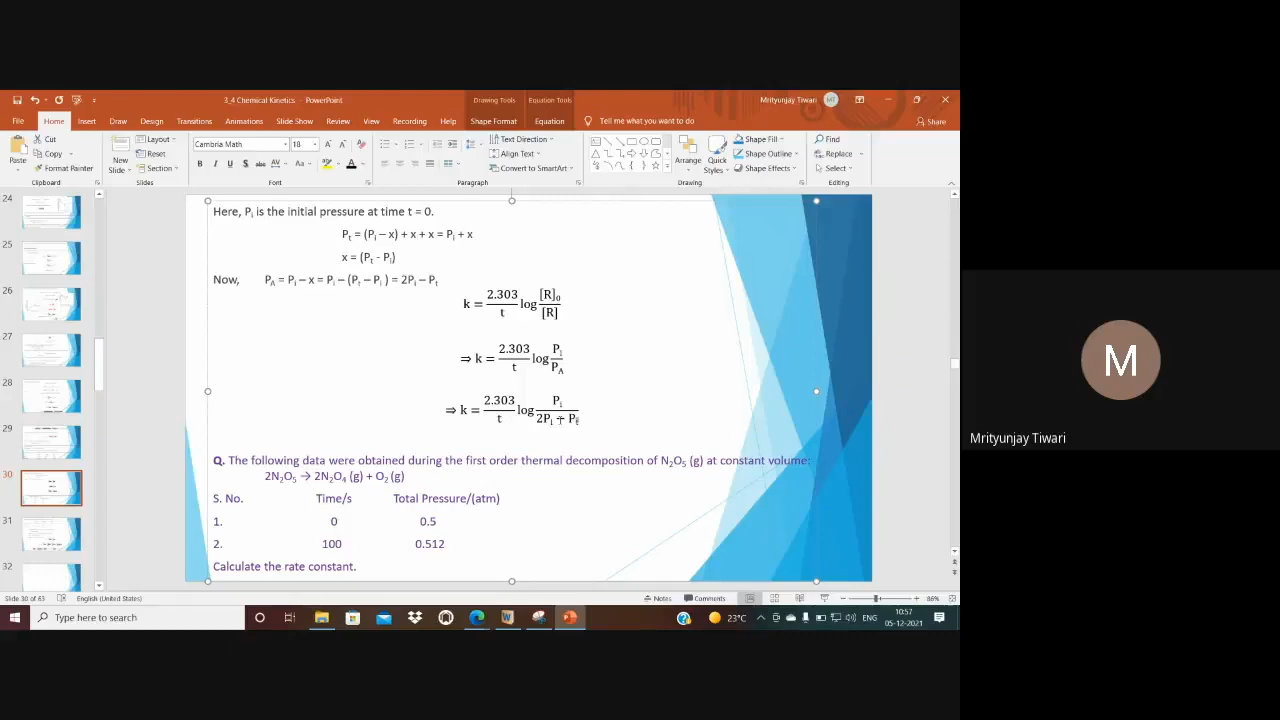 3_4 Chemical Kinetics - PowerPoint
Drawing Tools
Equation Tools
Mrityunjay Tiwari
MT
File Home Insert Draw Design Transitions Animations Slide Show Review View Recording Help Shape Format Equation Tell me what you want to do Share
Paste
Cut
Copy
Format Painter
Clipboard
New Slide
Layout
Reset
Section
Slides
Cambria Math
18
B I U S abc AV Aa A
Font
Text Direction
Align Text
Convert to SmartArt
Paragraph
Arrange
Quick Styles
Shape Fill
Shape Outline
Shape Effects
Drawing
Find
Replace
Select
Editing
24
25
26
27
28
29
30
31
32
Here, Pᵢ is the initial pressure at time t = 0.
Pₜ = (Pᵢ – x) + x + x = Pᵢ + x
x = (Pₜ - Pᵢ)
Now, P_A = Pᵢ – x = Pᵢ – (Pₜ – Pᵢ ) = 2Pᵢ – Pₜ
k = 2.303/t log [R]₀/[R]
⇒ k = 2.303/t log Pᵢ/P_A
⇒ k = 2.303/t log Pᵢ/2Pᵢ ÷ Pₜ
Q. The following data were obtained during the first order thermal decomposition of N₂O₅ (g) at constant volume:
2N₂O₅ → 2N₂O₄ (g) + O₂ (g)
S. No. Time/s Total Pressure/(atm)
1. 0 0.5
2. 100 0.512
Calculate the rate constant.
Slide 30 of 63 English (United States) Notes Comments 86%
Type here to search 23°C ENG 10:57
05-12-2021
M
Mrityunjay Tiwari